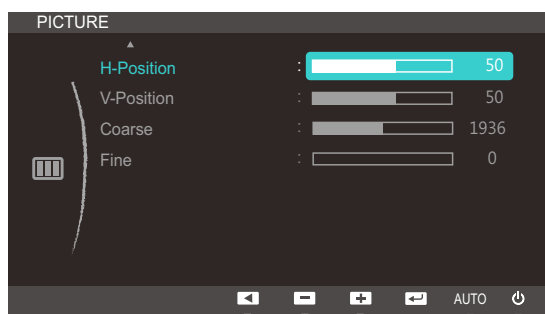 PICTURE
H-Position : 50
V-Position : 50
Coarse : 1936
Fine : 0
AUTO